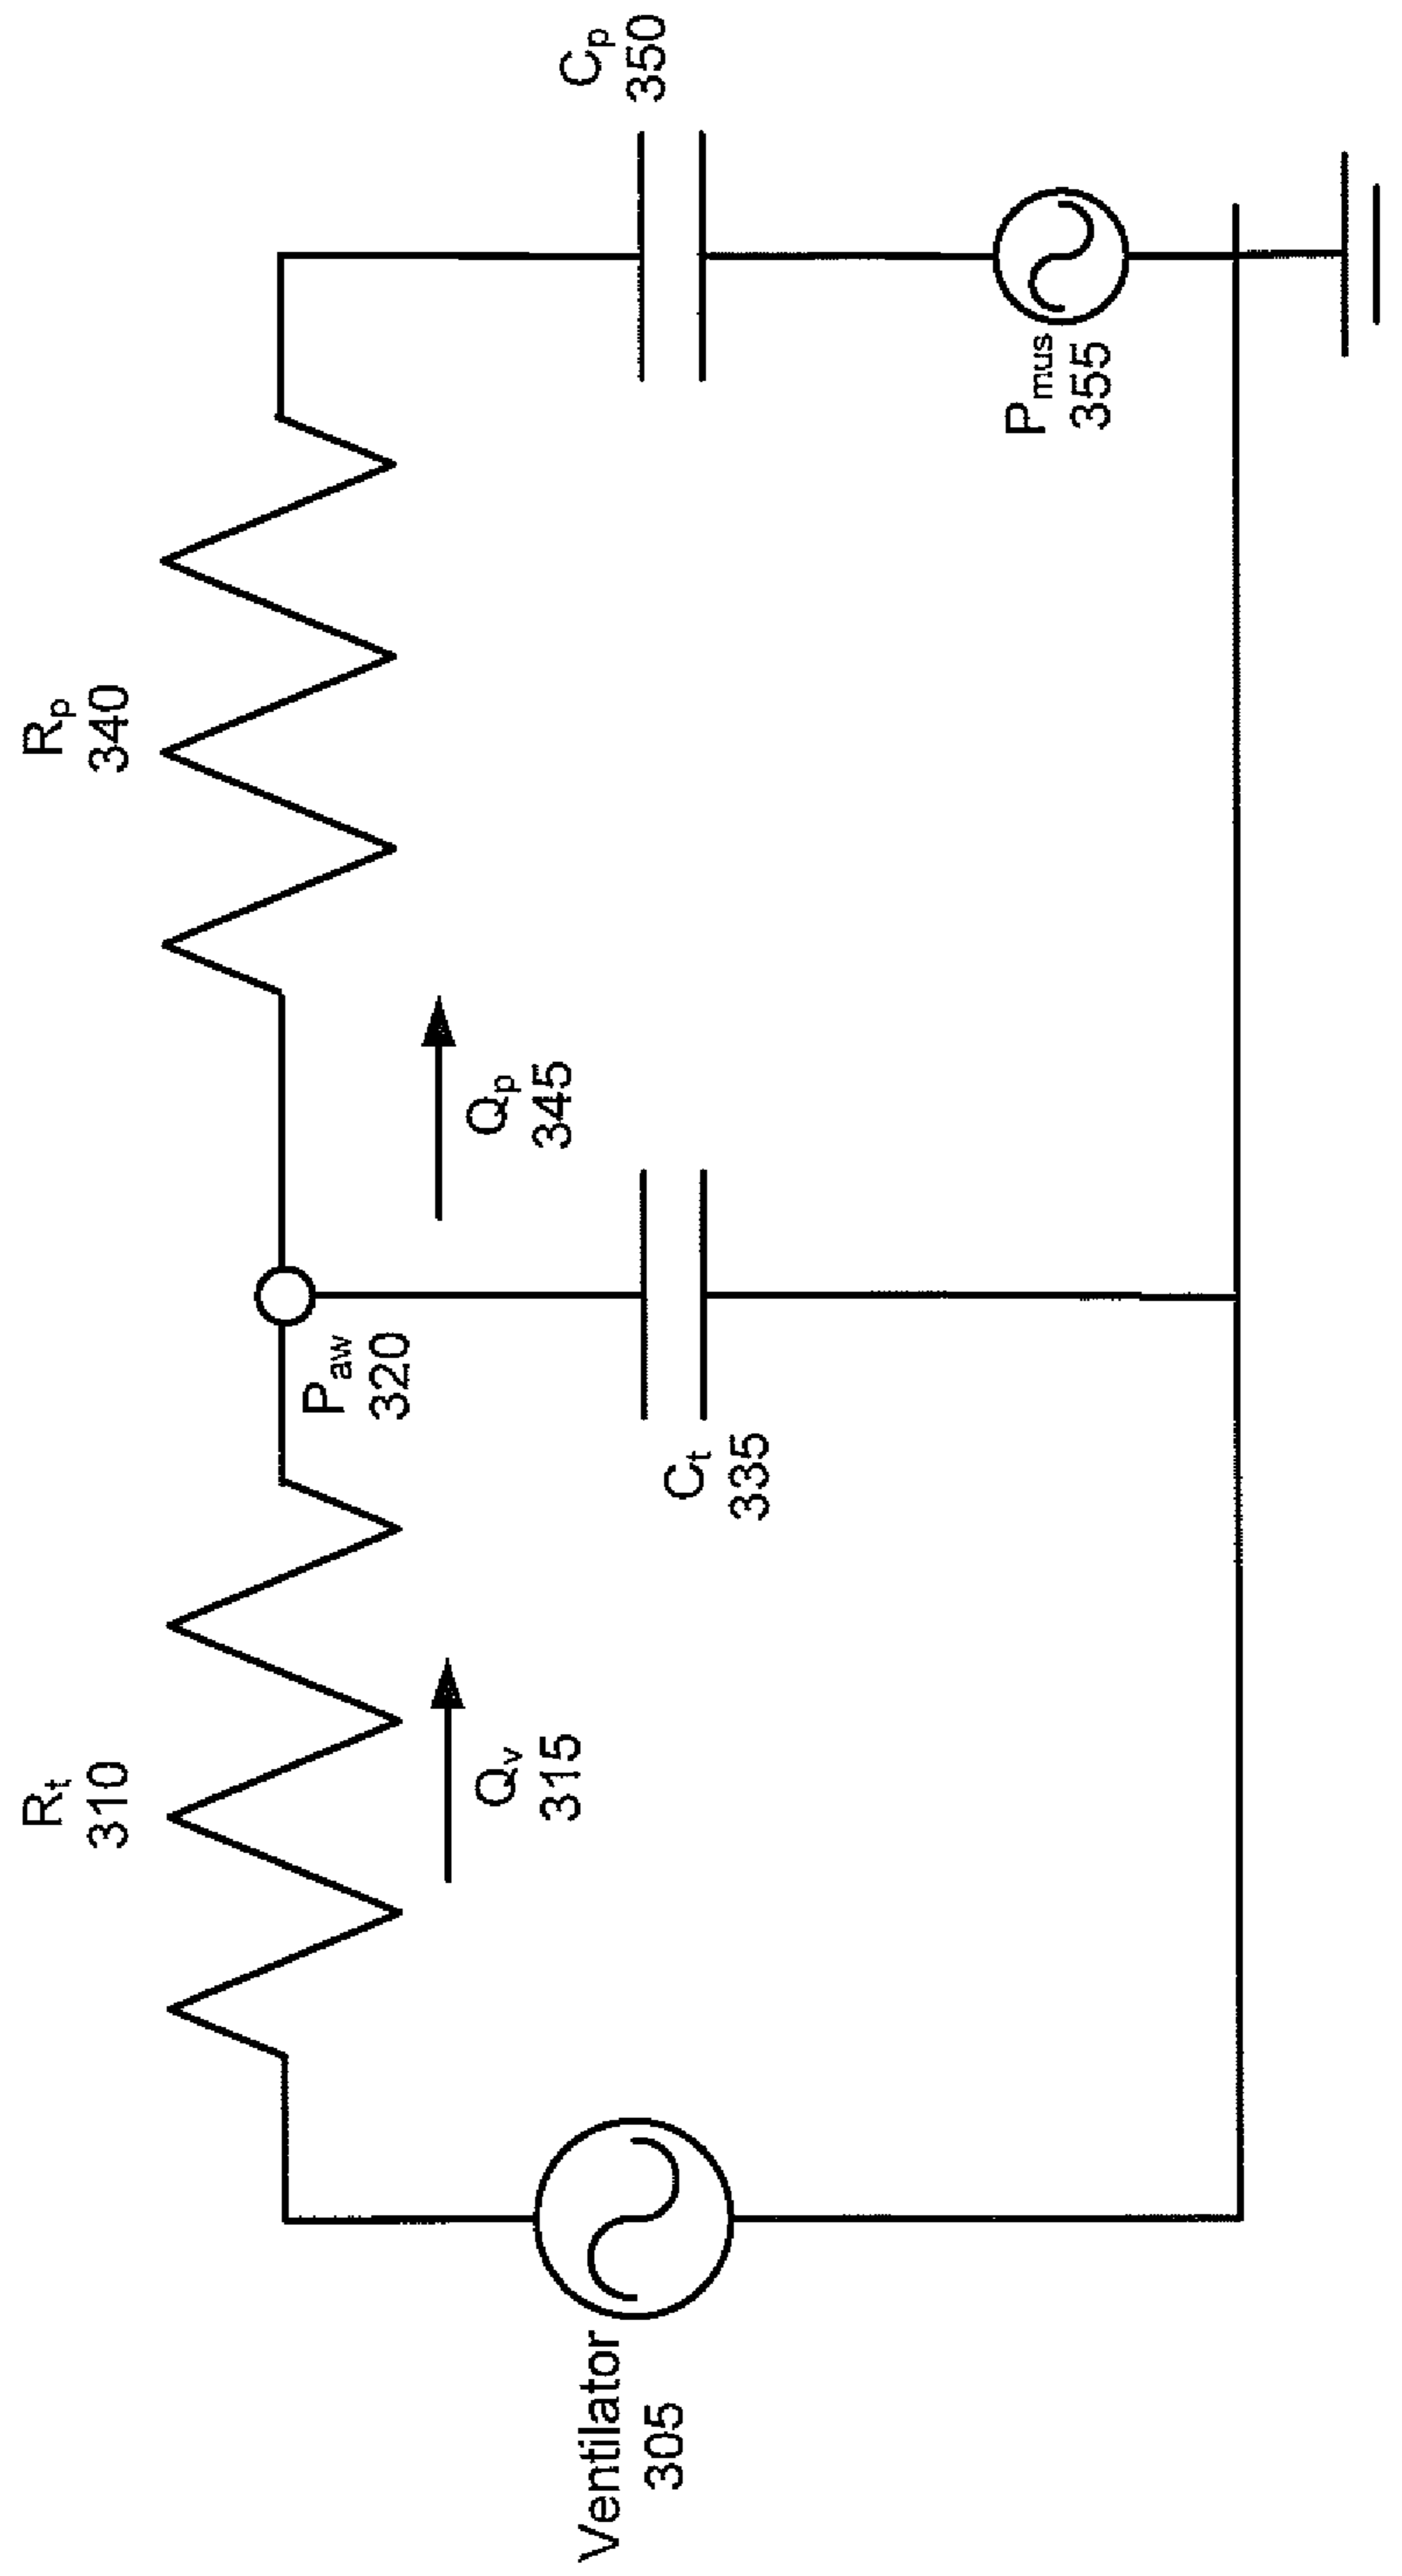 R_t
310
R_p
340
Q_v
315
P_aw
320
Q_p
345
C_p
350
C_t
335
Ventilator
305
P_mus
355